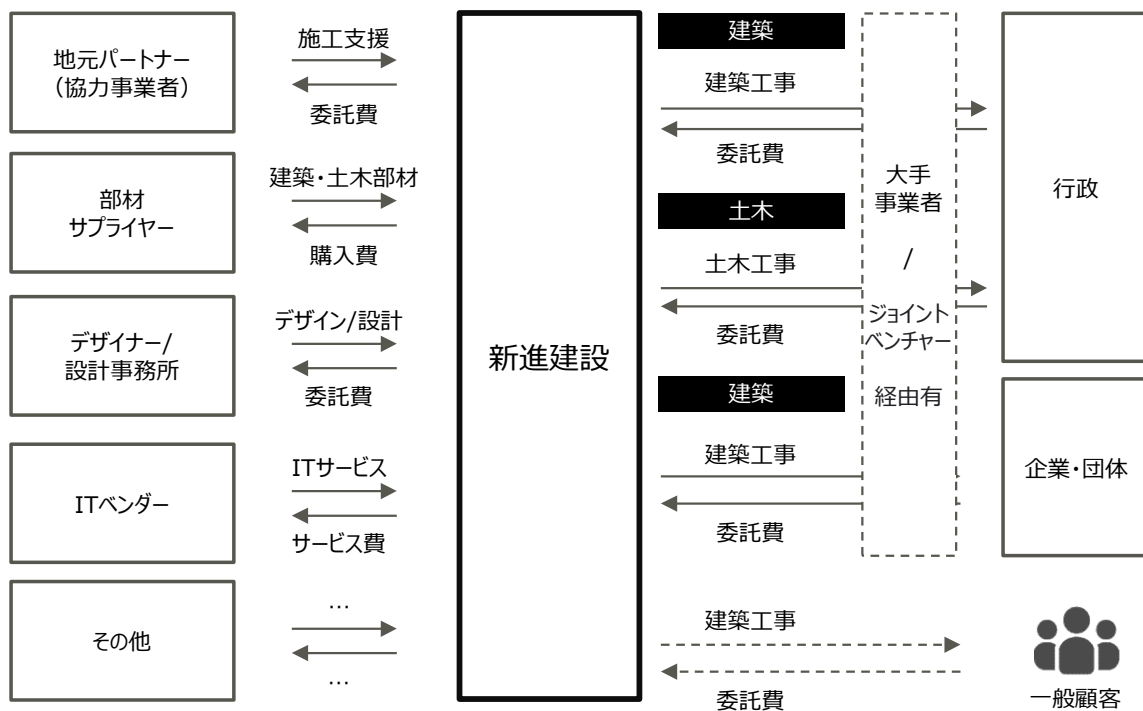 地元パートナー
（協力事業者）
施工支援
委託費
部材
サプライヤー
建築・土木部材
購入費
デザイナー/
設計事務所
デザイン/設計
委託費
ITベンダー
ITサービス
サービス費
その他
…
…
新進建設
建築
建築工事
委託費
土木
土木工事
委託費
建築
建築工事
委託費
建築工事
委託費
大手
事業者
/
ジョイント
ベンチャー
経由有
行政
企業・団体
一般顧客